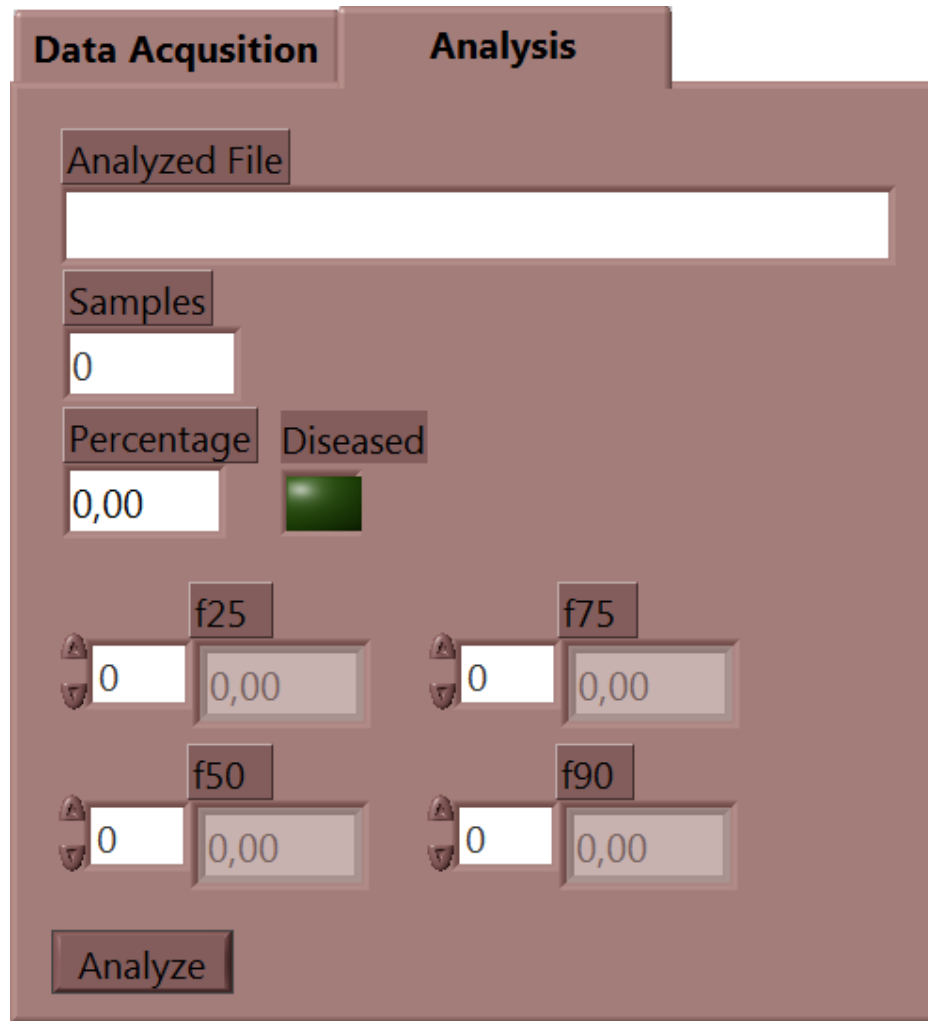 Data Acqusition Analysis
Analyzed File
Samples
0
Percentage Diseased
0,00
f25 f75
0 0,00 0 0,00
f50 f90
0 0,00 0 0,00
Analyze